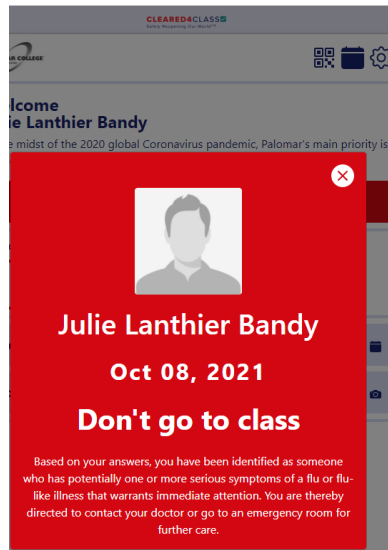 CLEARED4CLASS
Safely Reopening Our World™
AR COLLEGE
lcome
ie Lanthier Bandy
e midst of the 2020 global Coronavirus pandemic, Palomar's main priority is
Julie Lanthier Bandy
Oct 08, 2021
Don't go to class
Based on your answers, you have been identified as someone
who has potentially one or more serious symptoms of a flu or flu-
like illness that warrants immediate attention. You are thereby
directed to contact your doctor or go to an emergency room for
further care.